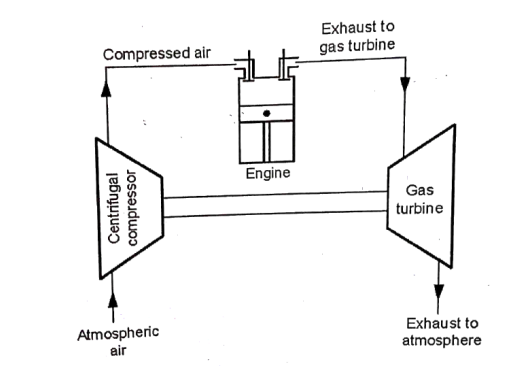 Exhaust to
gas turbine
Compressed air
Engine
Centrifugal
compressor
Gas
turbine
Atmospheric
air
Exhaust to
atmosphere